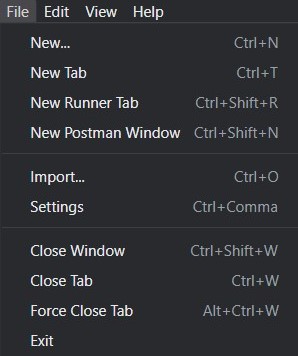 File Edit View Help
New... Ctrl+N
New Tab Ctrl+T
New Runner Tab Ctrl+Shift+R
New Postman Window Ctrl+Shift+N
Import... Ctrl+O
Settings Ctrl+Comma
Close Window Ctrl+Shift+W
Close Tab Ctrl+W
Force Close Tab Alt+Ctrl+W
Exit